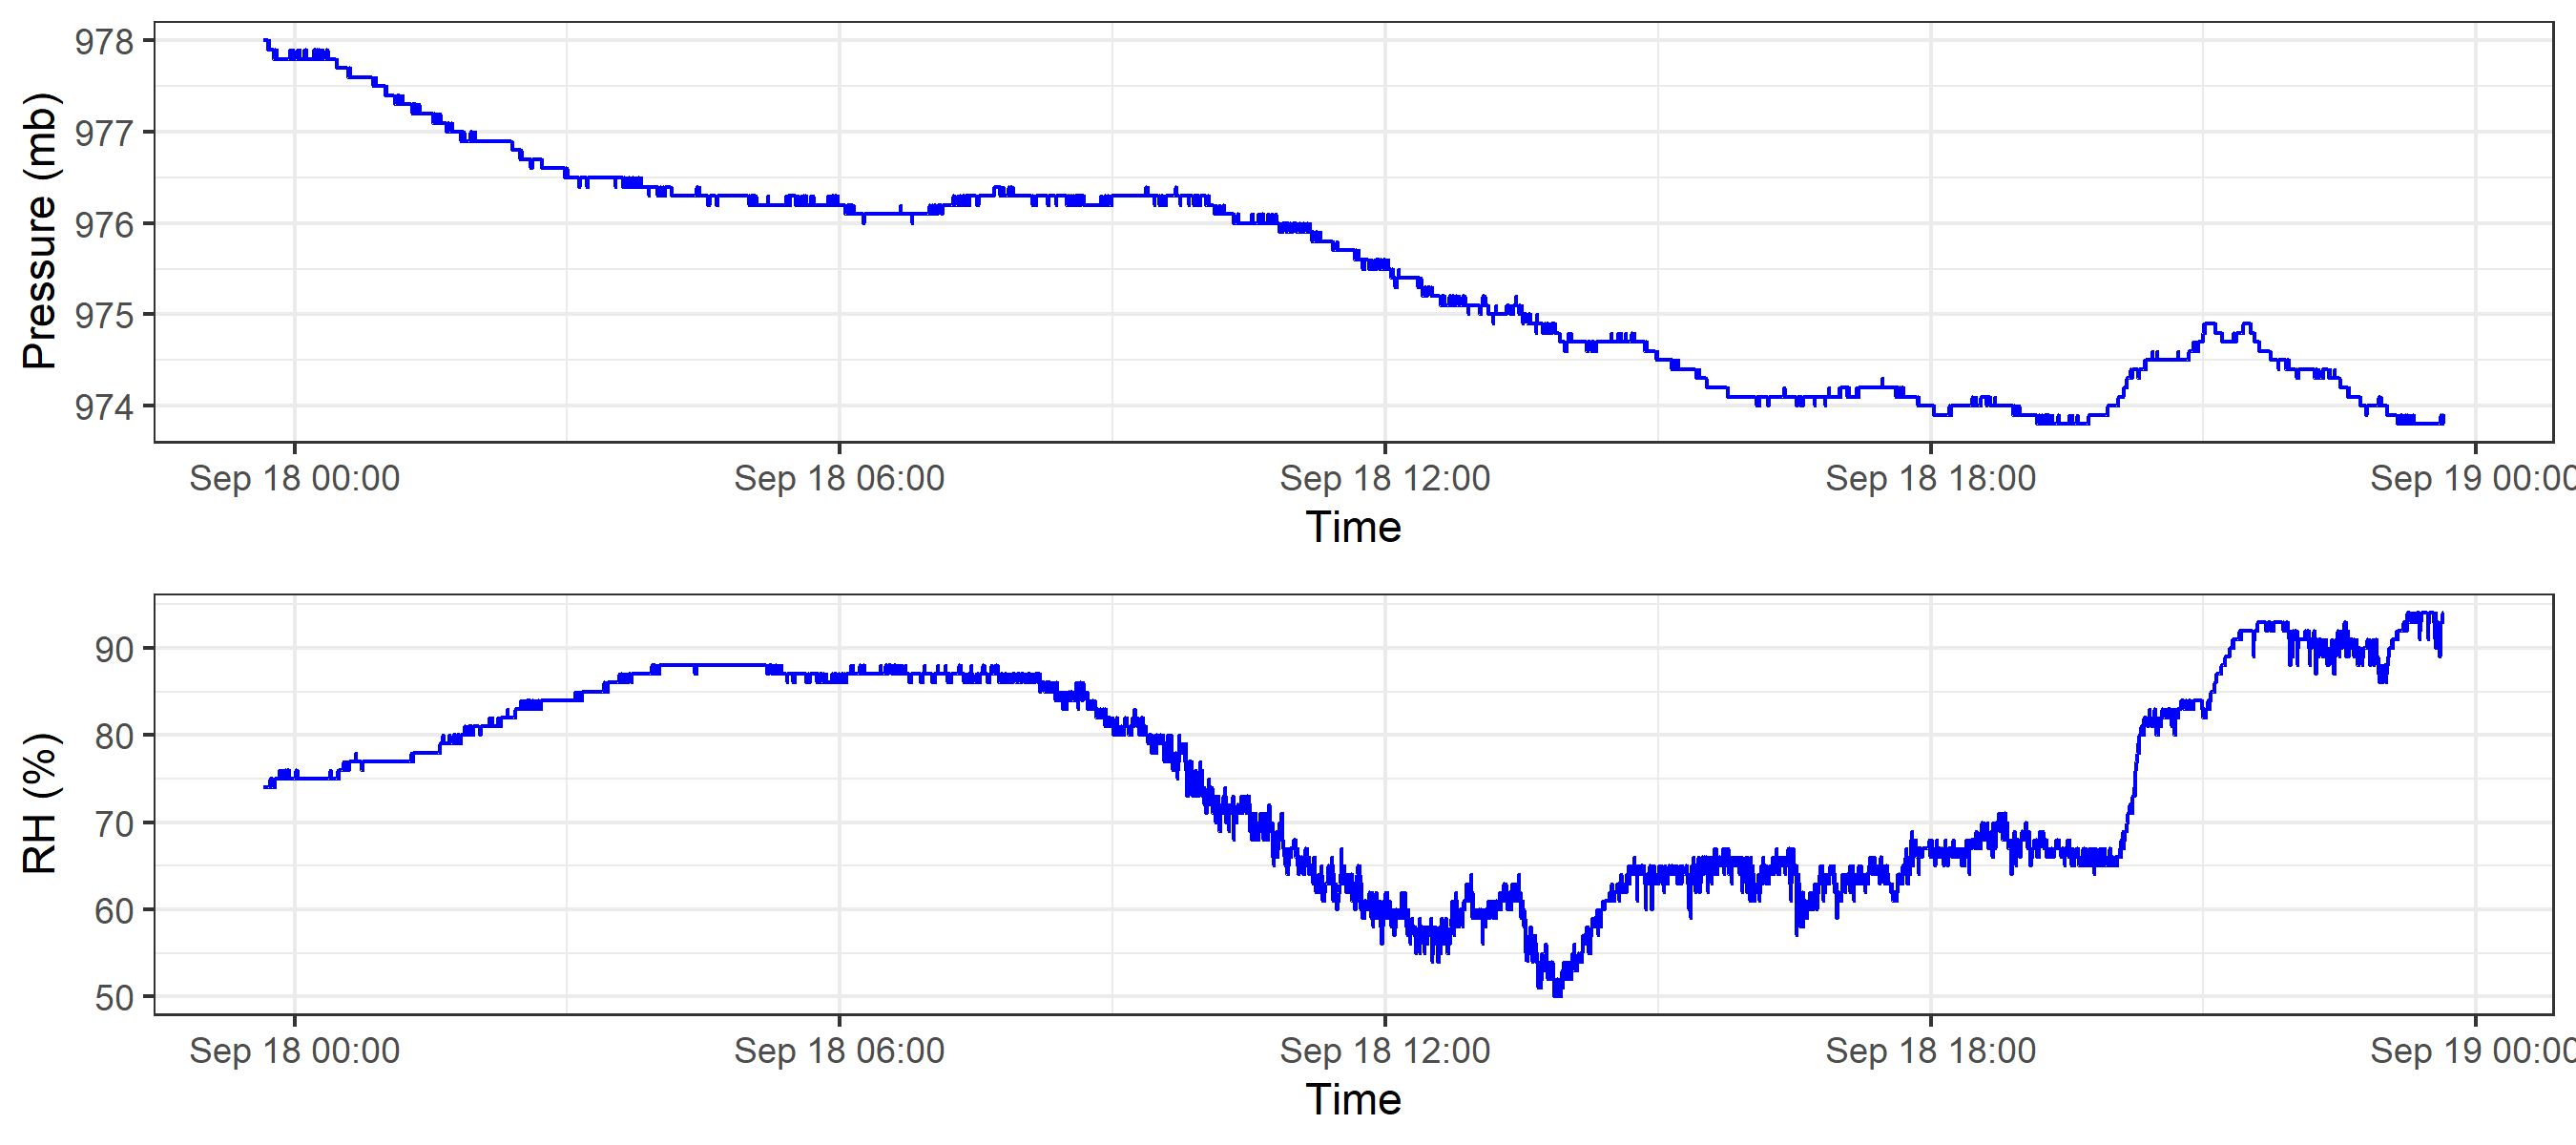 Pressure (mb)
978
977
976
975
974
Sep 18 00:00
Sep 18 06:00
Sep 18 12:00
Sep 18 18:00
Sep 19 00:00
Time
RH (%)
90
80
70
60
50
Sep 18 00:00
Sep 18 06:00
Sep 18 12:00
Sep 18 18:00
Sep 19 00:00
Time